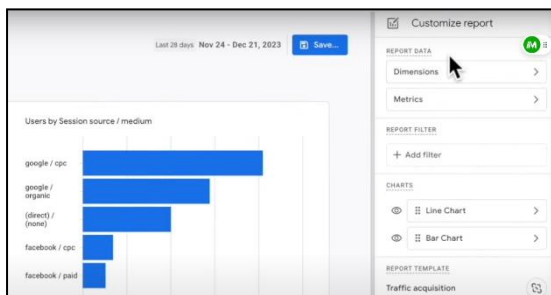 Customize report
Last 28 days Nov 24 - Dec 21, 2023 Save...
REPORT DATA
Dimensions
Metrics
REPORT FILTER
+ Add filter
CHARTS
Line Chart
Bar Chart
REPORT TEMPLATE
Traffic acquisition
Users by Session source / medium
google / cpc
google /
organic
(direct) /
(none)
facebook / cpc
facebook / paid